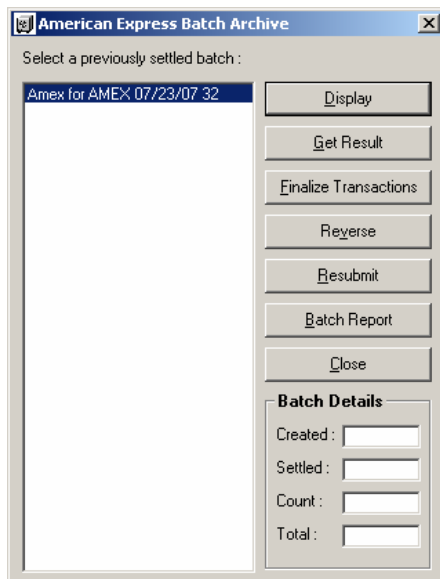 American Express Batch Archive
Select a previously settled batch :
Amex for AMEX 07/23/07 32
Display
Get Result
Finalize Transactions
Reverse
Resubmit
Batch Report
Close
Batch Details
Created :
Settled :
Count :
Total :